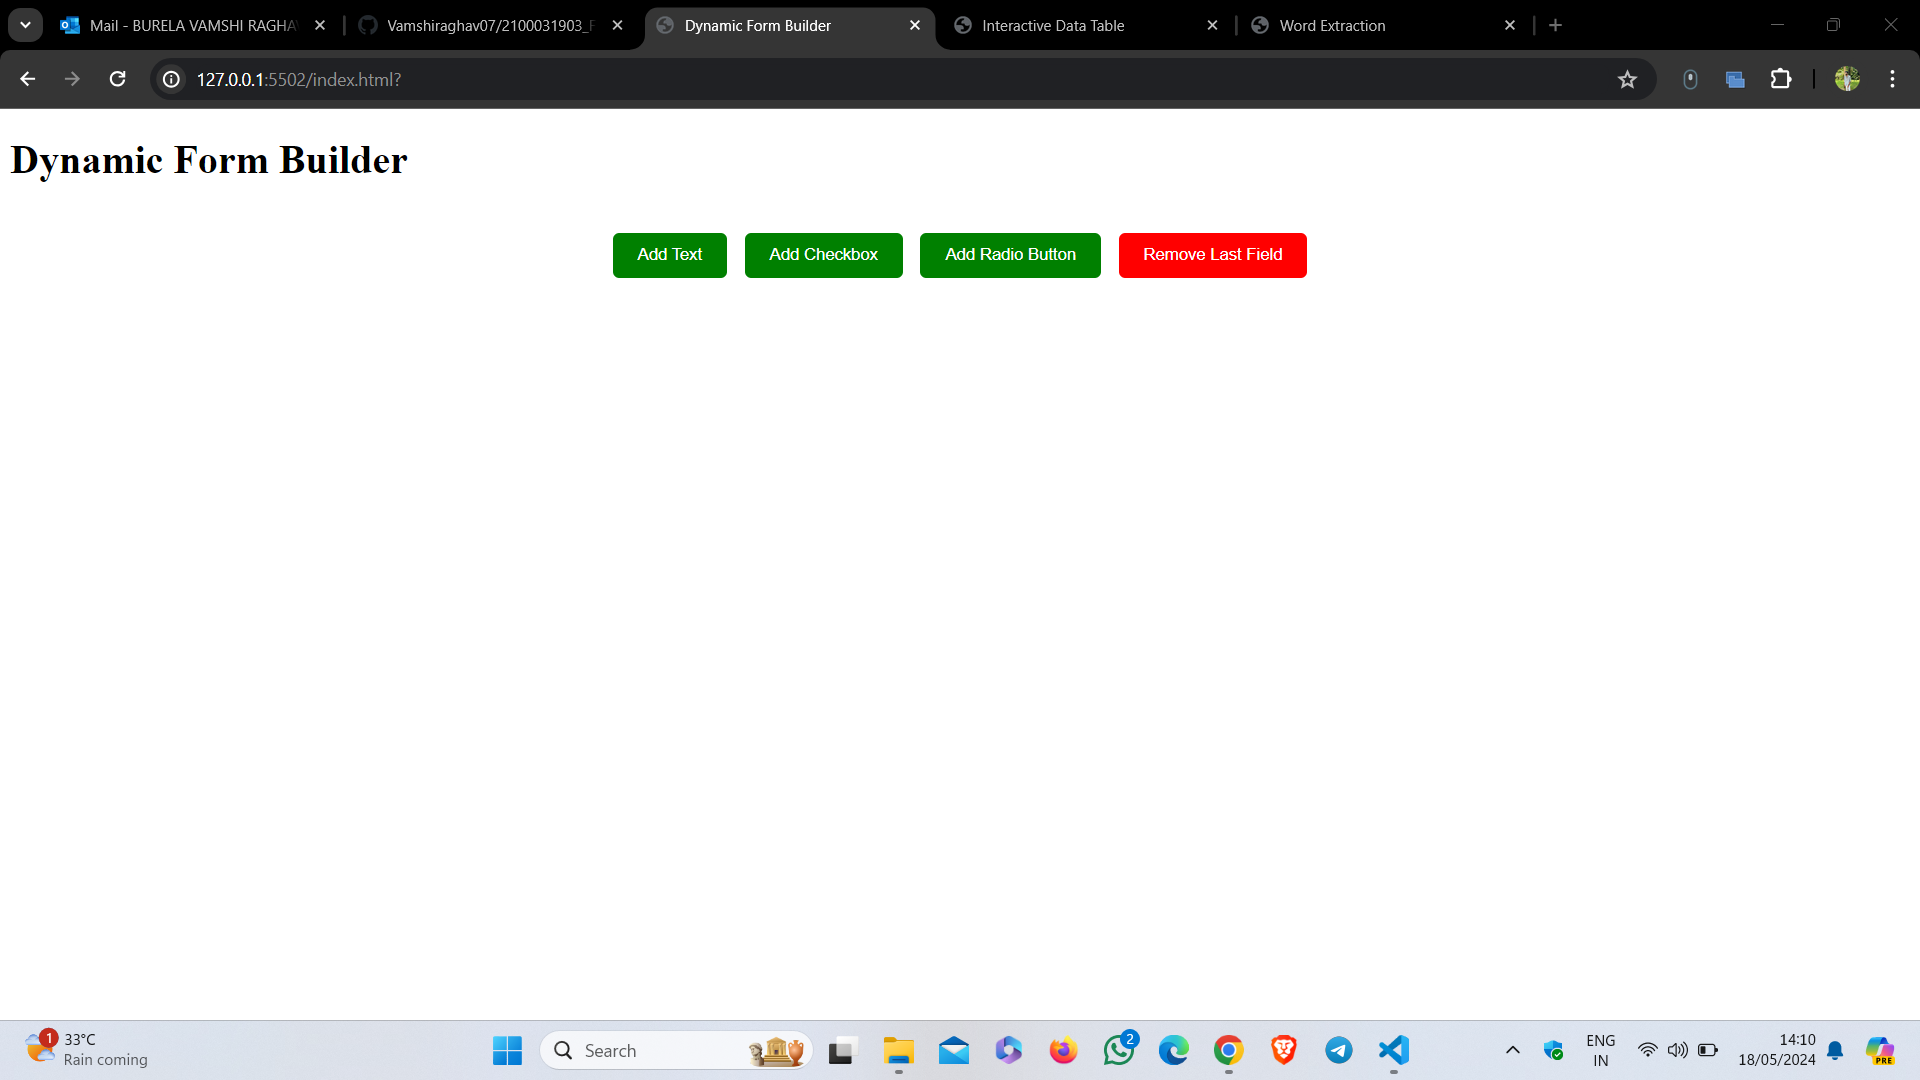 Mail - BURELA VAMSHI RAGHA
Vamshiraghav07/2100031903_F
Dynamic Form Builder
Interactive Data Table
Word Extraction
127.0.0.1:5502/index.html?
Dynamic Form Builder
Add Text
Add Checkbox
Add Radio Button
Remove Last Field
1
33°C
Rain coming
Search
2
ENG
IN
14:10
18/05/2024
PRE